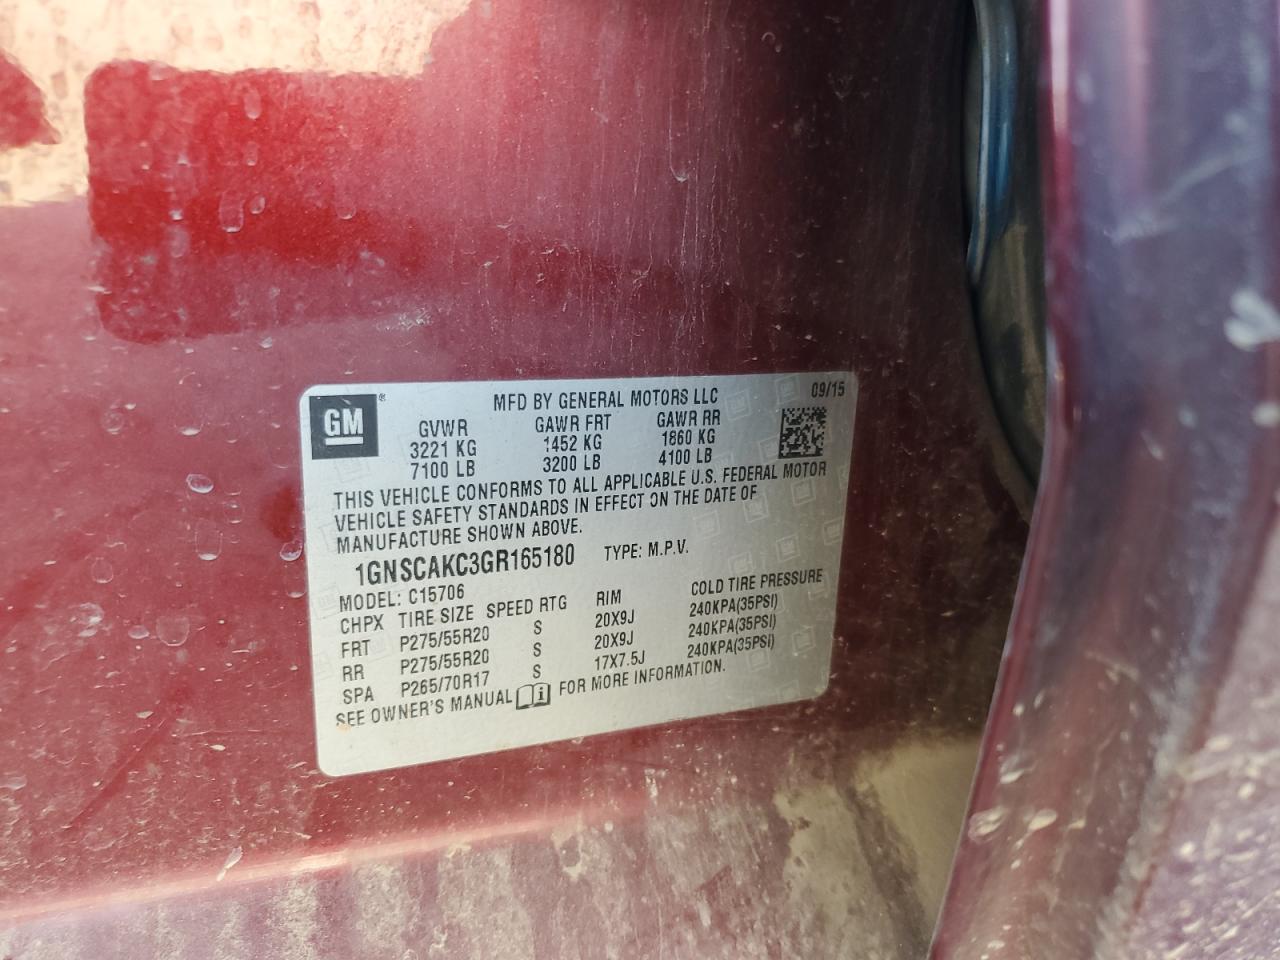 GM ®
MFD BY GENERAL MOTORS LLC 09/15
GVWR GAWR FRT GAWR RR
3221 KG 1452 KG 1860 KG
7100 LB 3200 LB 4100 LB
THIS VEHICLE CONFORMS TO ALL APPLICABLE U.S. FEDERAL MOTOR
VEHICLE SAFETY STANDARDS IN EFFECT ON THE DATE OF
MANUFACTURE SHOWN ABOVE.
1GNSCAKC3GR165180 TYPE: M.P.V.
MODEL: C15706
CHPX TIRE SIZE SPEED RTG RIM COLD TIRE PRESSURE
FRT P275/55R20 S 20X9J 240KPA(35PSI)
RR P275/55R20 S 20X9J 240KPA(35PSI)
SPA P265/70R17 S 17X7.5J 240KPA(35PSI)
SEE OWNER'S MANUAL FOR MORE INFORMATION.